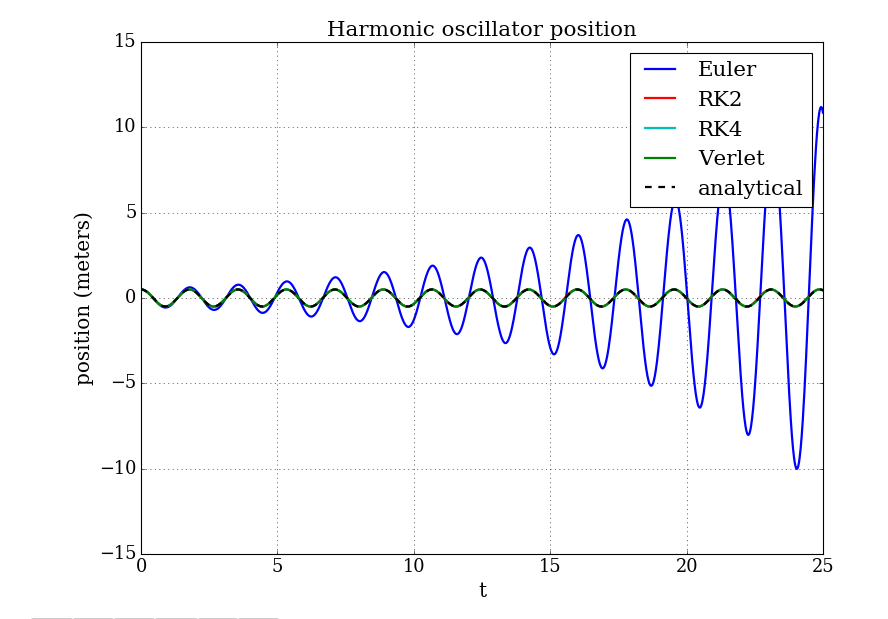 Harmonic oscillator position
15
10
5
0
−5
−10
−15
position (meters)
Euler
RK2
RK4
Verlet
analytical
0 5 10 15 20 25
t